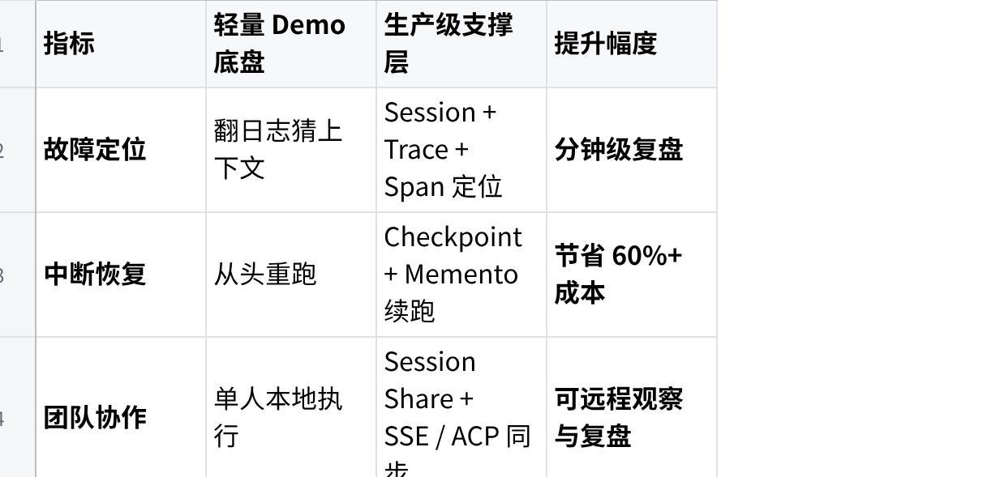 指标
轻量 Demo
底盘
生产级支撑
层
提升幅度
2
故障定位
翻日志猜上
下文
Session +
Trace +
Span 定位
分钟级复盘
3
中断恢复
从头重跑
Checkpoint
+ Memento
续跑
节省 60%+
成本
4
团队协作
单人本地执
行
Session
Share +
SSE / ACP 同
步
可远程观察
与复盘